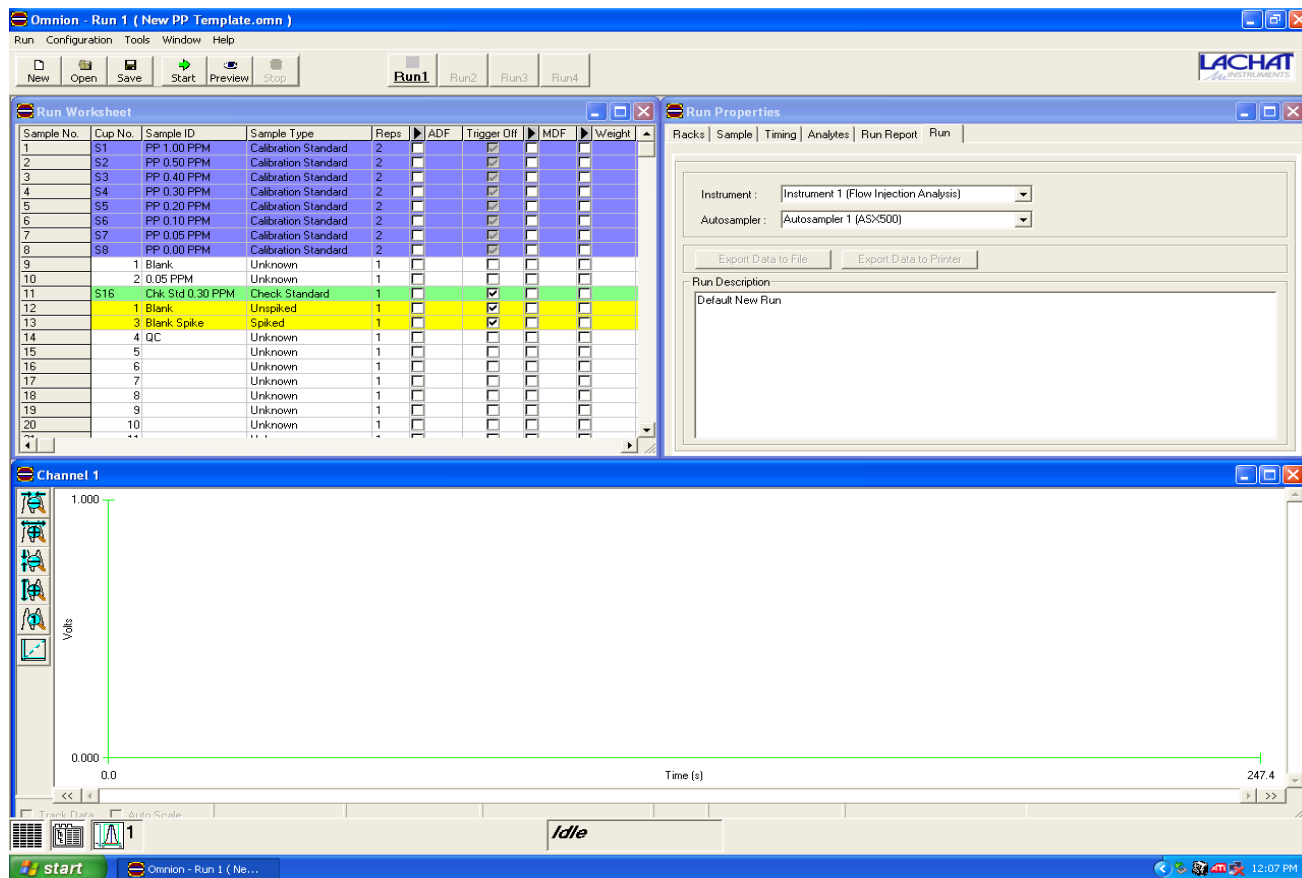 Omnion - Run 1 ( New PP Template.omn )
Run Configuration Tools Window Help
New Open Save Start Preview Stop Run1 Run2 Run3 Run4
LACHAT
INSTRUMENTS
Run Worksheet
Sample No. Cup No. Sample ID Sample Type Reps ADF Trigger Off MDF Weight
1 S1 PP 1.00 PPM Calibration Standard 2
2 S2 PP 0.50 PPM Calibration Standard 2
3 S3 PP 0.40 PPM Calibration Standard 2
4 S4 PP 0.30 PPM Calibration Standard 2
5 S5 PP 0.20 PPM Calibration Standard 2
6 S6 PP 0.10 PPM Calibration Standard 2
7 S7 PP 0.05 PPM Calibration Standard 2
8 S8 PP 0.00 PPM Calibration Standard 2
9 1 Blank Unknown 1
10 2 0.05 PPM Unknown 1
11 S16 Chk Std 0.30 PPM Check Standard 1
12 1 Blank Unspiked 1
13 3 Blank Spike Spiked 1
14 4 QC Unknown 1
15 5 Unknown 1
16 6 Unknown 1
17 7 Unknown 1
18 8 Unknown 1
19 9 Unknown 1
20 10 Unknown 1
Run Properties
Racks Sample Timing Analytes Run Report Run
Instrument : Instrument 1 (Flow Injection Analysis)
Autosampler : Autosampler 1 (ASX500)
Export Data to File Export Data to Printer
Run Description
Default New Run
Channel 1
1.000
Volts
0.000
0.0 Time (s) 247.4
<< >>
Track Data Auto Scale
1 Idle
start Omnion - Run 1 ( Ne... 12:07 PM